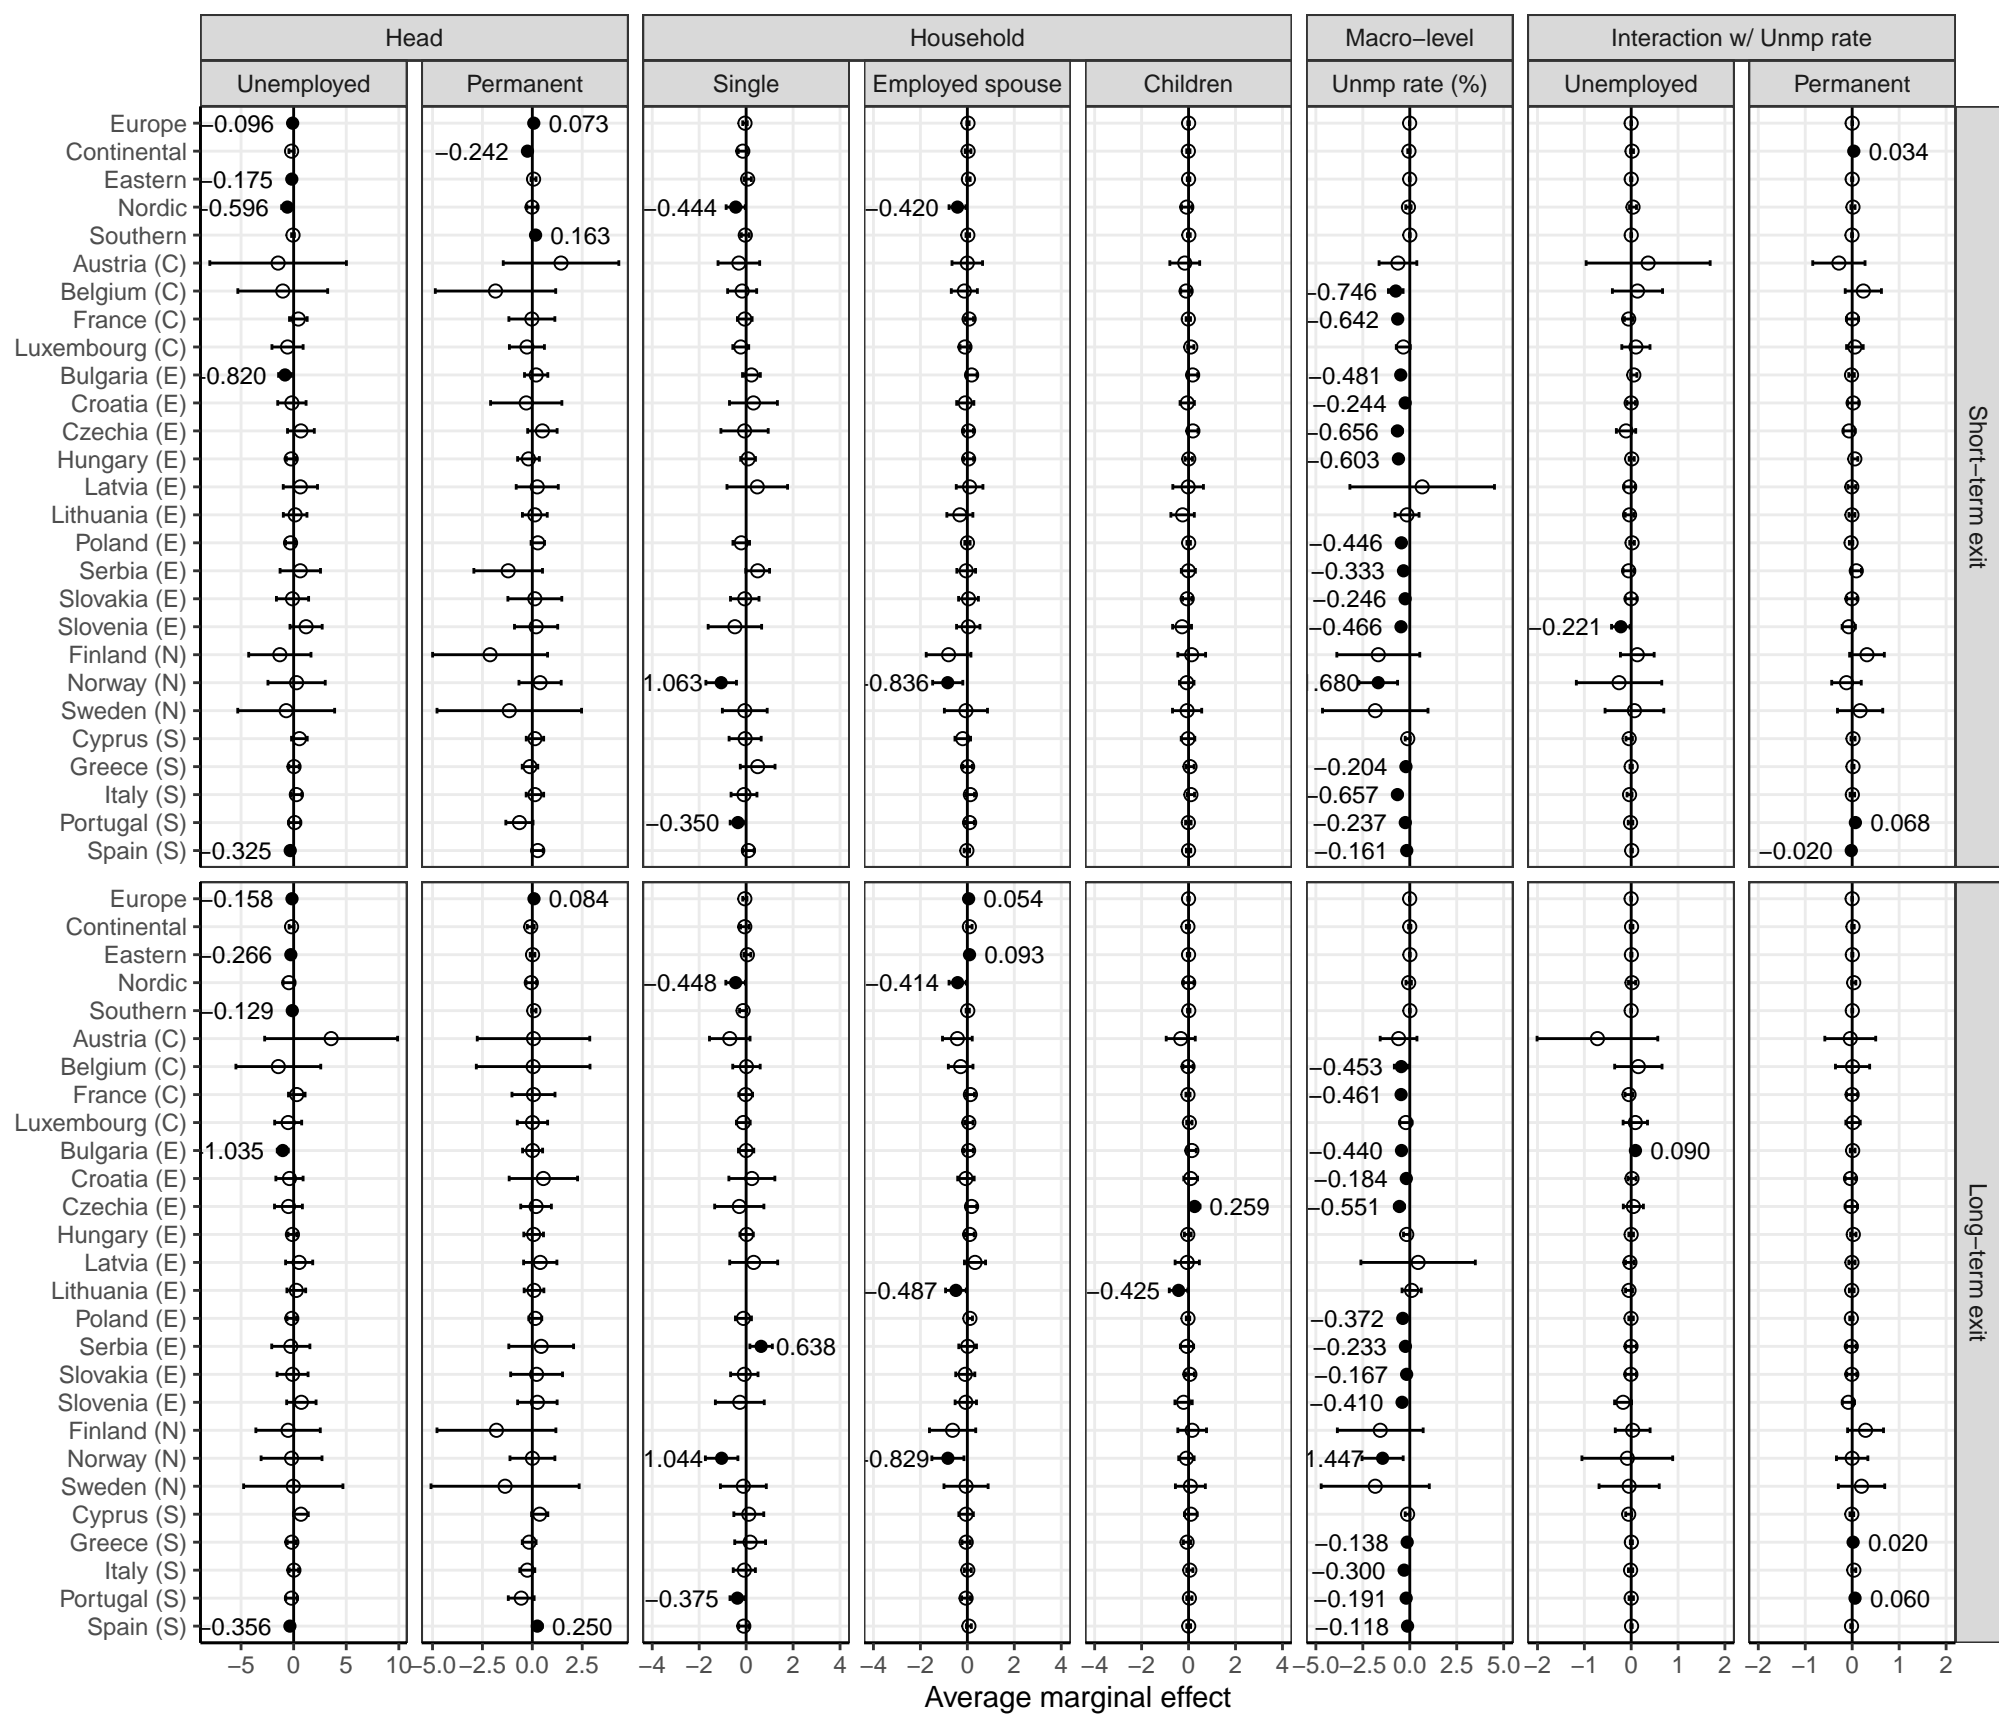 Head Household Macro−level Interaction w/ Unmp rate
Unemployed Permanent Single Employed spouse Children Unmp rate (%) Unemployed Permanent
Europe −0.096 0.073
Continental −0.242 0.034
Eastern −0.175
Nordic −0.596 −0.444 −0.420
Southern 0.163
Austria (C)
Belgium (C) −0.746
France (C) −0.642
Luxembourg (C)
Bulgaria (E) 0.820 −0.481
Croatia (E) −0.244
Czechia (E) −0.656
Hungary (E) −0.603
Latvia (E)
Lithuania (E)
Poland (E) −0.446
Serbia (E) −0.333
Slovakia (E) −0.246
Slovenia (E) −0.466 −0.221
Finland (N)
Norway (N) 1.063 −0.836 .680
Sweden (N)
Cyprus (S)
Greece (S) −0.204
Italy (S) −0.657
Portugal (S) −0.350 −0.237 0.068
Spain (S) −0.325 −0.161 −0.020
Short−term exit
Europe −0.158 0.084 0.054
Continental
Eastern −0.266 0.093
Nordic −0.448 −0.414
Southern −0.129
Austria (C)
Belgium (C) −0.453
France (C) −0.461
Luxembourg (C)
Bulgaria (E) 1.035 −0.440 0.090
Croatia (E) −0.184
Czechia (E) 0.259 −0.551
Hungary (E)
Latvia (E)
Lithuania (E) −0.487 −0.425
Poland (E) −0.372
Serbia (E) 0.638 −0.233
Slovakia (E) −0.167
Slovenia (E) −0.410
Finland (N)
Norway (N) 1.044 −0.829 1.447
Sweden (N)
Cyprus (S)
Greece (S) −0.138 0.020
Italy (S) −0.300
Portugal (S) −0.375 −0.191 0.060
Spain (S) −0.356 0.250 −0.118
Long−term exit
−5 0 5 10 −5.0 −2.5 0.0 2.5 −4 −2 0 2 4 −4 −2 0 2 4 −4 −2 0 2 4 −5.0 −2.5 0.0 2.5 5.0 −2 −1 0 1 2 −2 −1 0 1 2
Average marginal effect